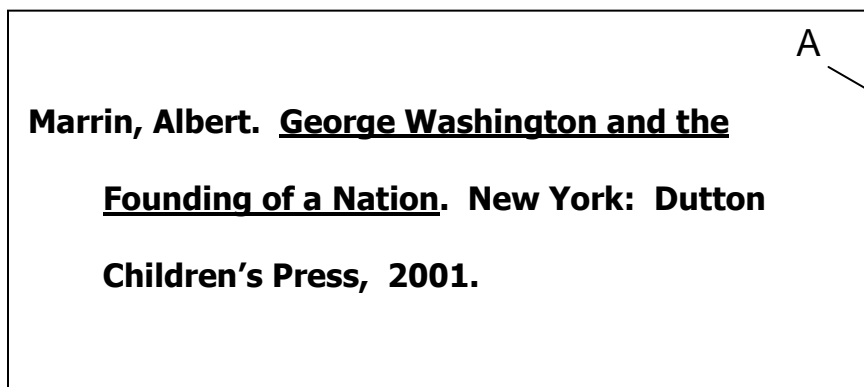 A
Marrin, Albert. George Washington and the
Founding of a Nation. New York: Dutton
Children’s Press, 2001.